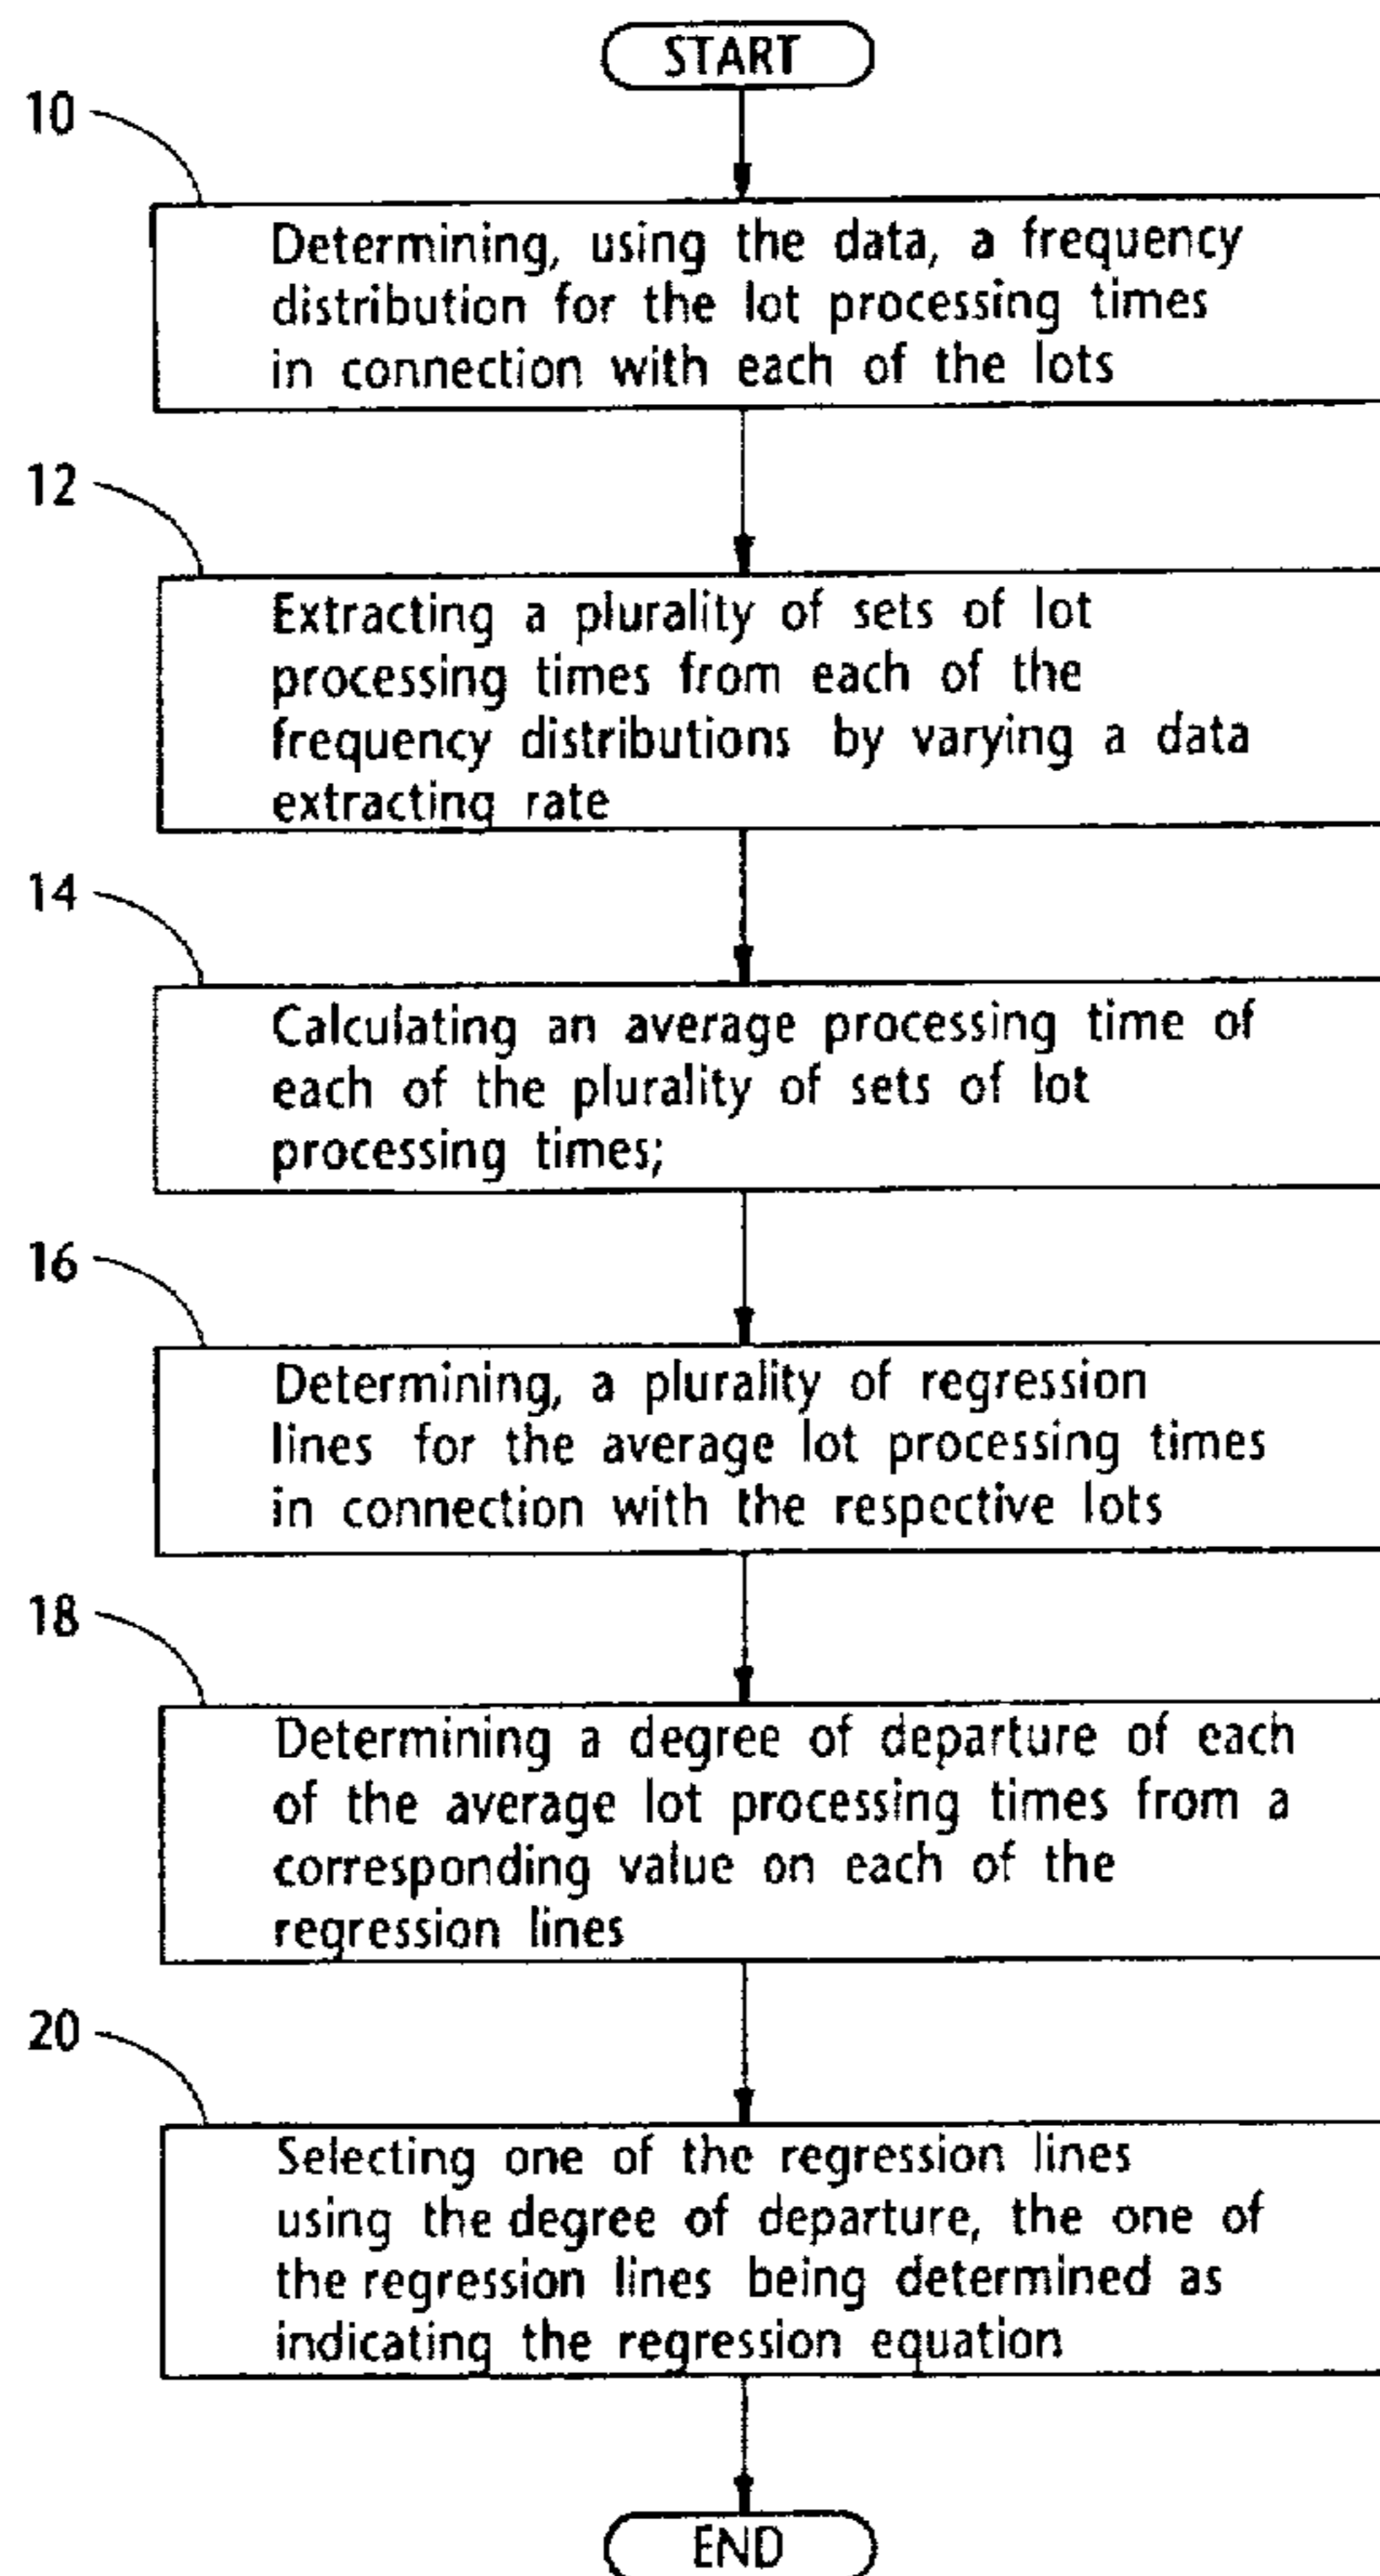 START
10
Determining, using the data, a frequency
distribution for the lot processing times
in connection with each of the lots
12
Extracting a plurality of sets of lot
processing times from each of the
frequency distributions by varying a data
extracting rate
14
Calculating an average processing time of
each of the plurality of sets of lot
processing times;
16
Determining, a plurality of regression
lines for the average lot processing times
in connection with the respective lots
18
Determining a degree of departure of each
of the average lot processing times from a
corresponding value on each of the
regression lines
20
Selecting one of the regression lines
using the degree of departure, the one of
the regression lines being determined as
indicating the regression equation
END